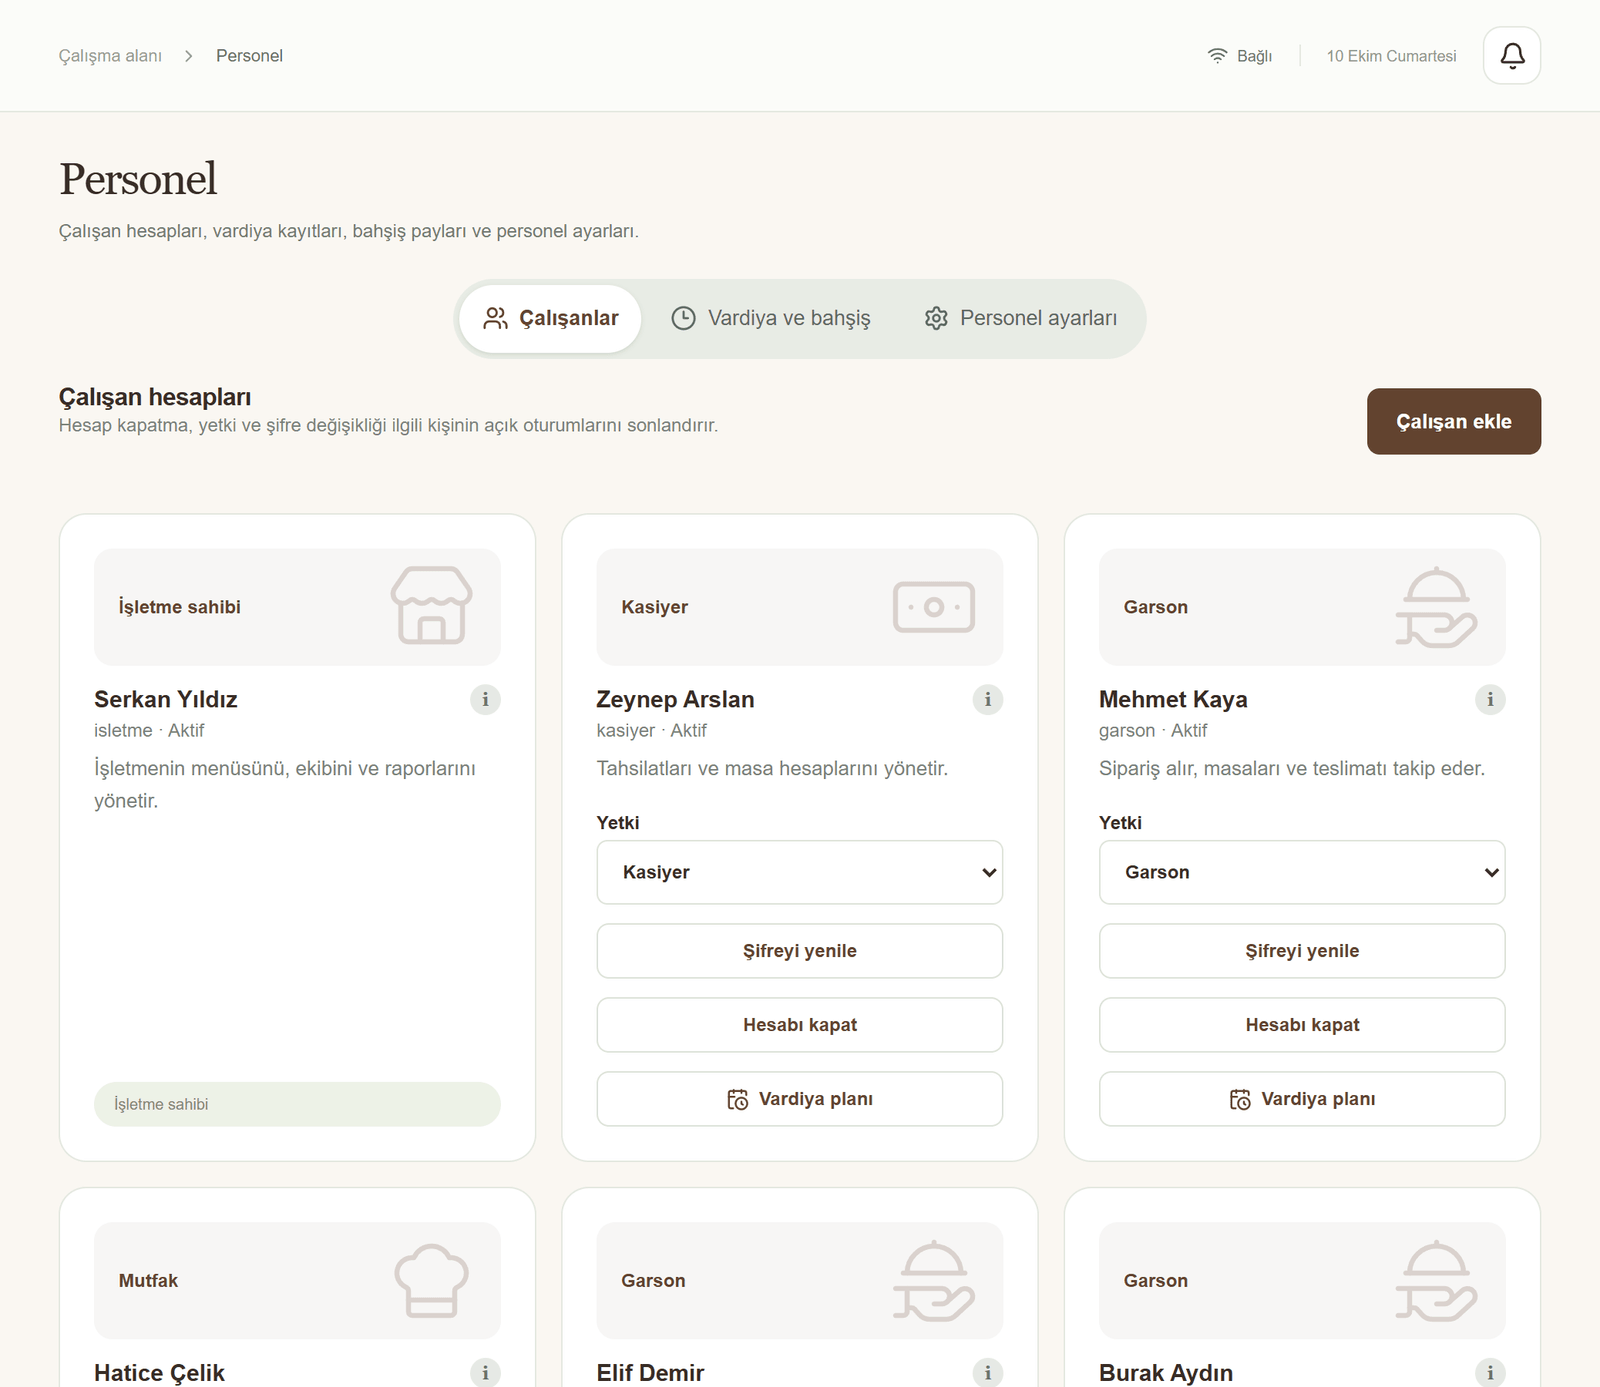 Çalışma alanı
Personel
Bağlı
10 Ekim Cumartesi
Personel
Çalışan hesapları, vardiya kayıtları, bahşiş payları ve personel ayarları.
Çalışanlar
Vardiya ve bahşiş
Personel ayarları
Çalışan hesapları
Hesap kapatma, yetki ve şifre değişikliği ilgili kişinin açık oturumlarını sonlandırır.
Çalışan ekle
İşletme sahibi
Serkan Yıldız
i
isletme · Aktif
İşletmenin menüsünü, ekibini ve raporlarını
yönetir.
İşletme sahibi
Kasiyer
Zeynep Arslan
i
kasiyer · Aktif
Tahsilatları ve masa hesaplarını yönetir.
Yetki
Kasiyer
Şifreyi yenile
Hesabı kapat
Vardiya planı
Garson
Mehmet Kaya
i
garson · Aktif
Sipariş alır, masaları ve teslimatı takip eder.
Yetki
Garson
Şifreyi yenile
Hesabı kapat
Vardiya planı
Mutfak
Hatice Çelik
i
Garson
Elif Demir
i
Garson
Burak Aydın
i